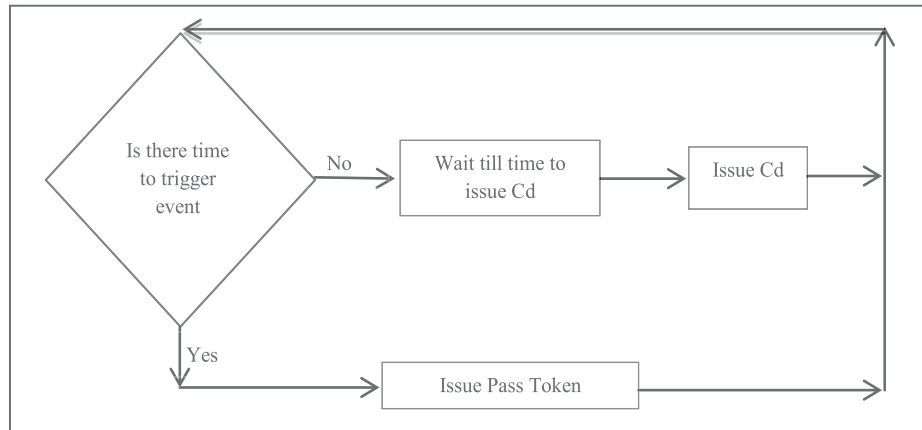 Is there time
to trigger
event
No
Wait till time to
issue Cd
Issue Cd
Yes
Issue Pass Token